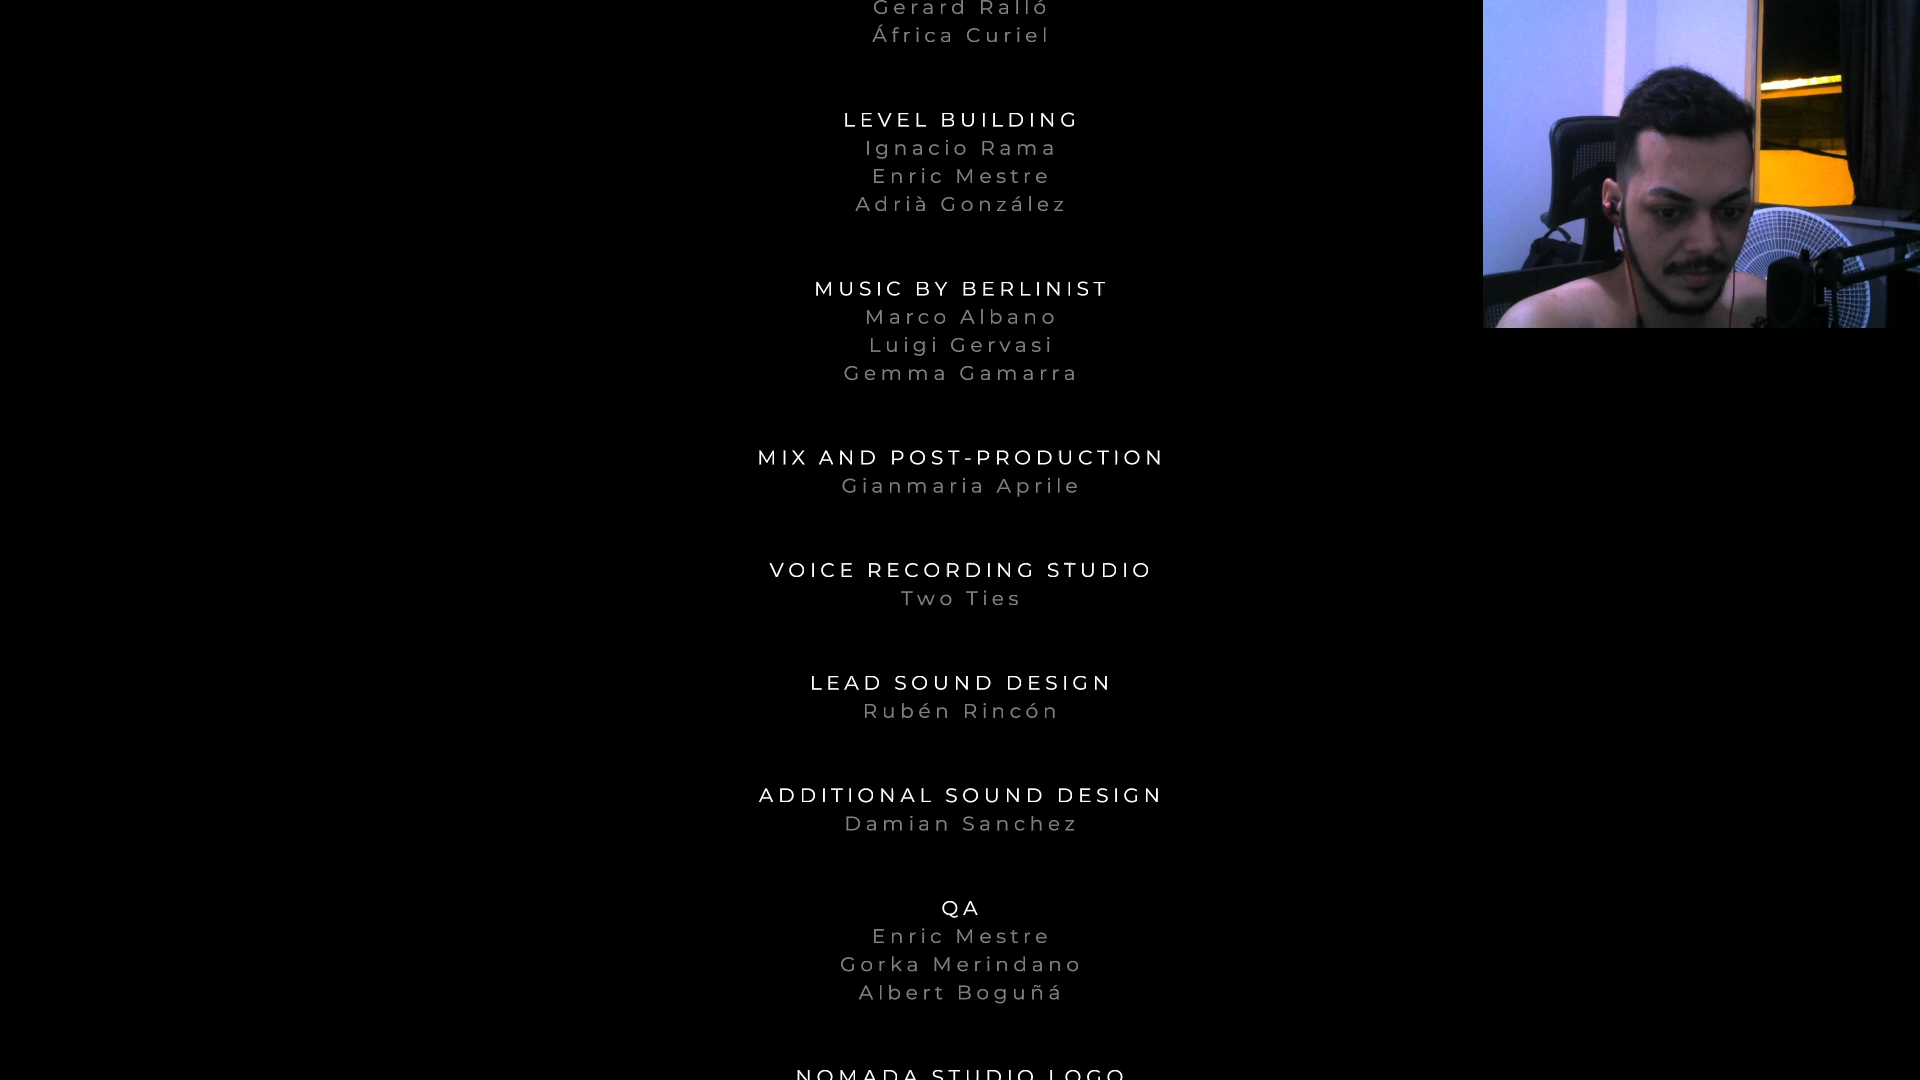 Gerard Ralló
África Curiel
LEVEL BUILDING
Ignacio Rama
Enric Mestre
Adrià González
MUSIC BY BERLINIST
Marco Albano
Luigi Gervasi
Gemma Gamarra
MIX AND POST-PRODUCTION
Gianmaria Aprile
VOICE RECORDING STUDIO
Two Ties
LEAD SOUND DESIGN
Rubén Rincón
ADDITIONAL SOUND DESIGN
Damian Sanchez
QA
Enric Mestre
Gorka Merindano
Albert Boguñá
NOMADA STUDIO LOGO